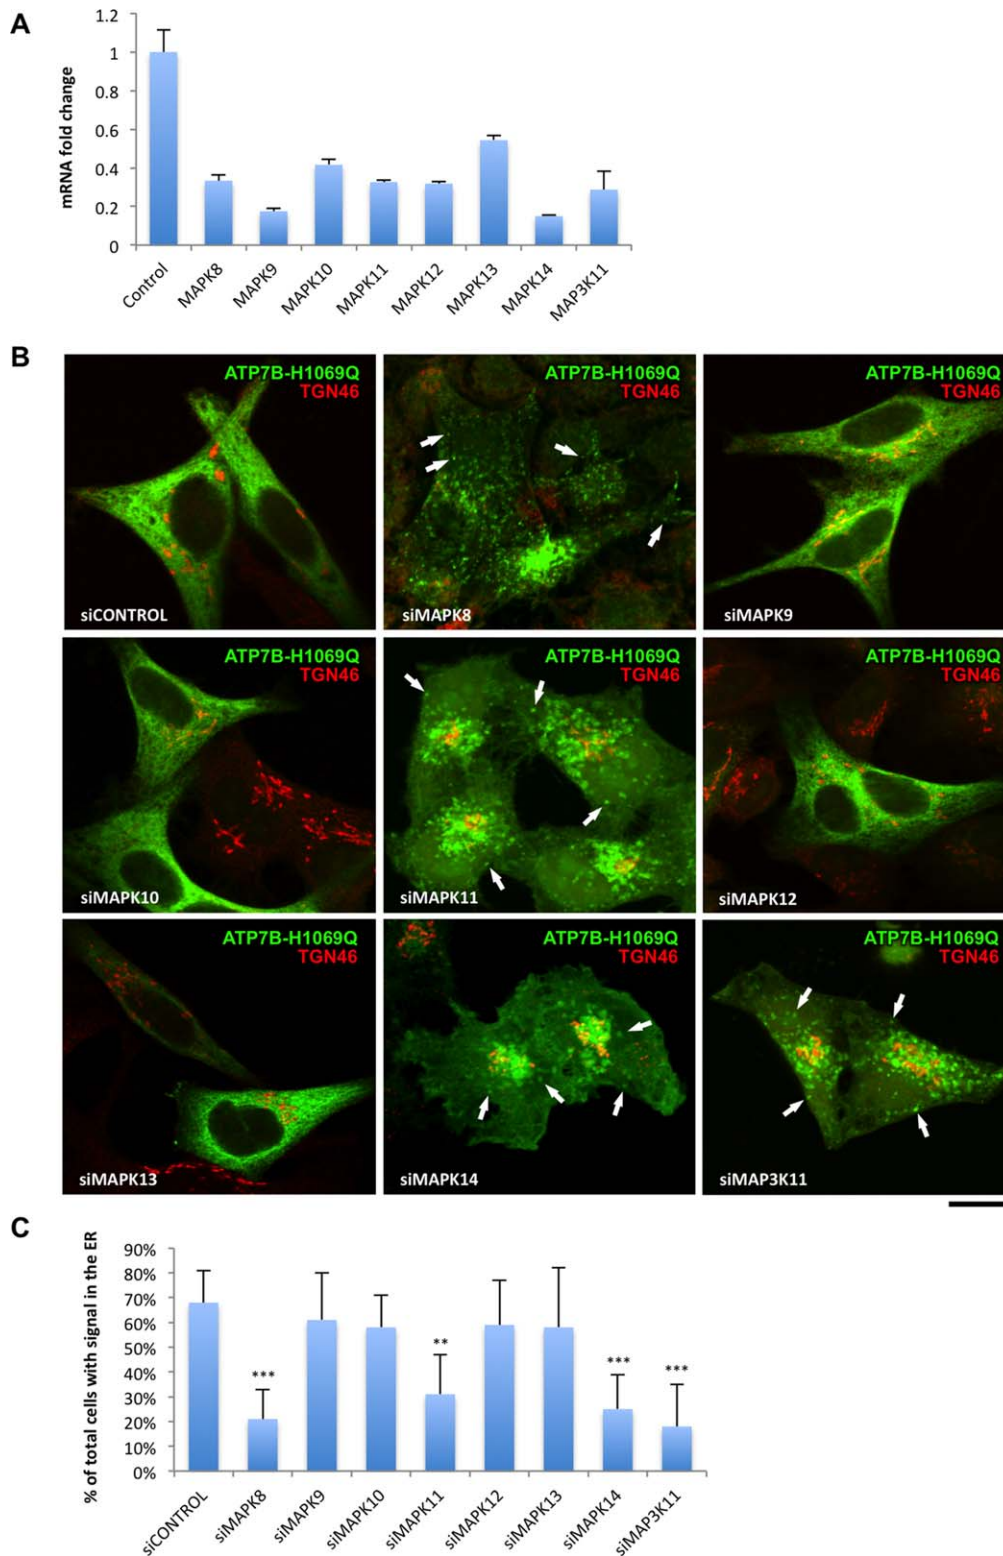 A
mRNA fold change
1.2
1
0.8
0.6
0.4
0.2
0
Control
MAPK8
MAPK9
MAPK10
MAPK11
MAPK12
MAPK13
MAPK14
MAP3K11
B
ATP7B-H1069Q
TGN46
siCONTROL
ATP7B-H1069Q
TGN46
siMAPK8
ATP7B-H1069Q
TGN46
siMAPK9
ATP7B-H1069Q
TGN46
siMAPK10
ATP7B-H1069Q
TGN46
siMAPK11
ATP7B-H1069Q
TGN46
siMAPK12
ATP7B-H1069Q
TGN46
siMAPK13
ATP7B-H1069Q
TGN46
siMAPK14
ATP7B-H1069Q
TGN46
siMAP3K11
C
% of total cells with signal in the ER
90%
80%
70%
60%
50%
40%
30%
20%
10%
0%
***
**
***
***
siCONTROL
siMAPK8
siMAPK9
siMAPK10
siMAPK11
siMAPK12
siMAPK13
siMAPK14
siMAP3K11